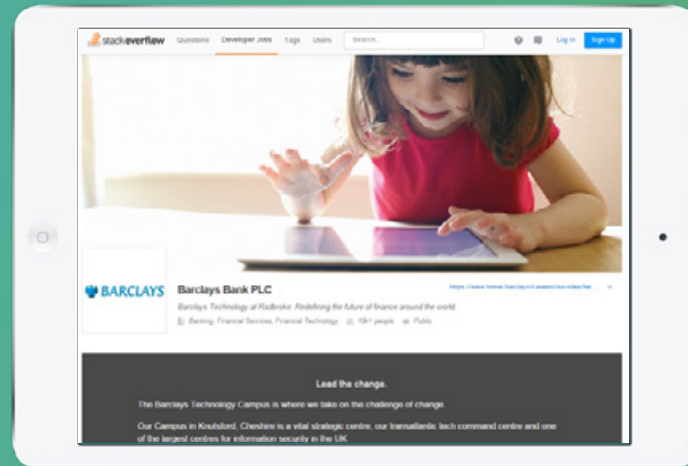 stackoverflow Questions Developer Jobs Tags Users Search... Log In Sign Up
BARCLAYS
Barclays Bank PLC
Barclays Technology at Radbroke. Redefining the future of finance around the world.
Banking, Financial Services, Financial Technology 10k+ people Public
Lead the change.
The Barclays Technology Campus is where we take on the challenge of change.
Our Campus in Knutsford, Cheshire is a vital strategic centre, our transatlantic tech command centre and one
of the largest centres for information security in the UK.